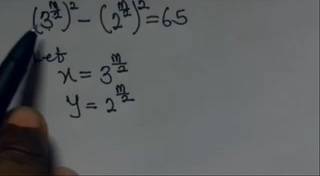 (3^{m/2})^2 - (2^{m/2})^2 = 65
Let
x = 3^{m/2}
y = 2^{m/2}